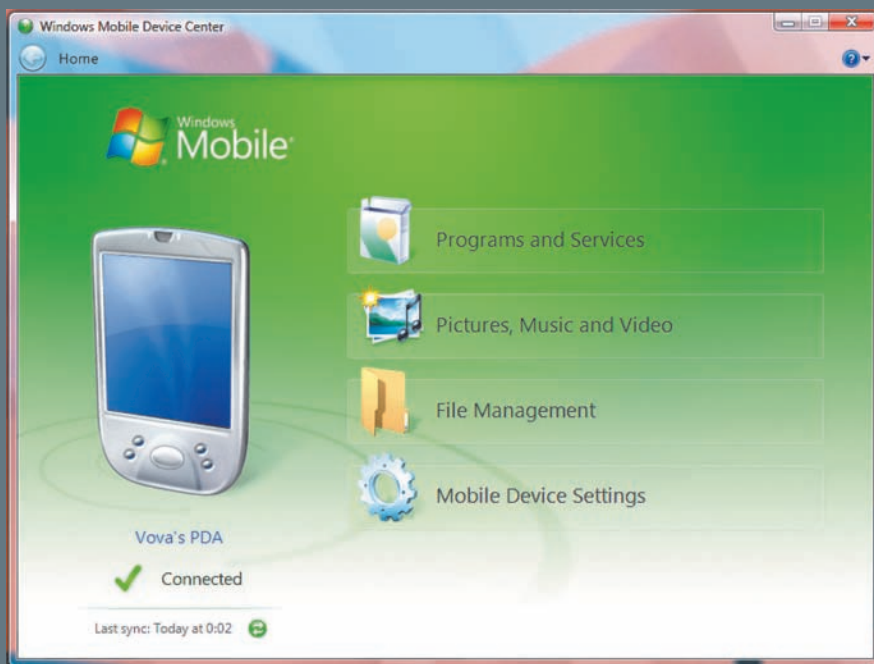 Windows Mobile Device Center
Home
Windows
Mobile
Programs and Services
Pictures, Music and Video
File Management
Mobile Device Settings
Vova's PDA
Connected
Last sync: Today at 0:02